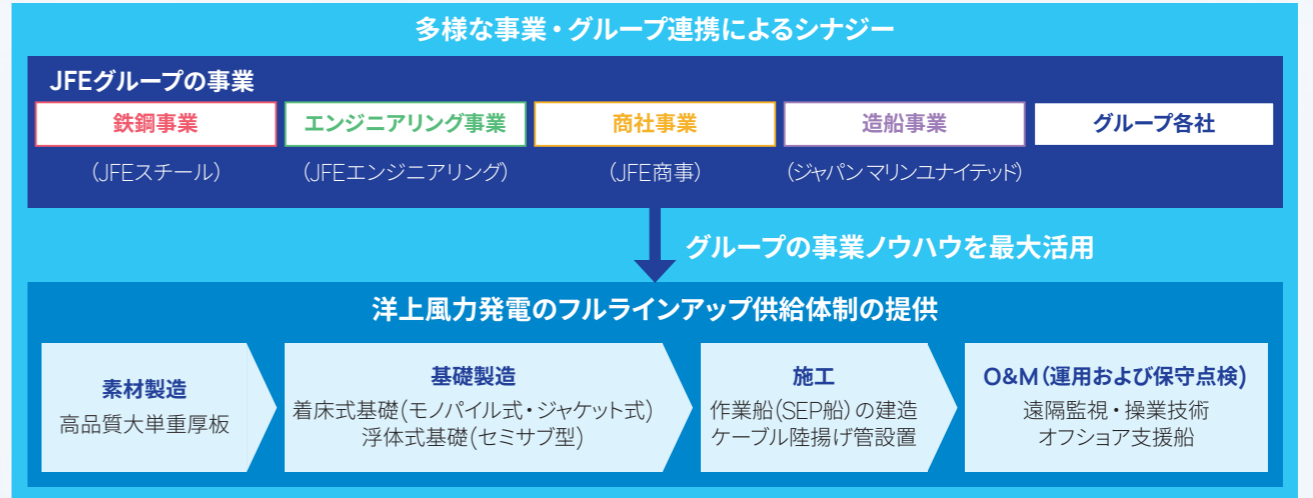 多様な事業・グループ連携によるシナジー
JFEグループの事業
鉄鋼事業
エンジニアリング事業
商社事業
造船事業
グループ各社
(JFEスチール)
(JFEエンジニアリング)
(JFE商事)
(ジャパン マリンユナイテッド)
グループの事業ノウハウを最大活用
洋上風力発電のフルラインアップ供給体制の提供
素材製造
高品質大単重厚板
基礎製造
着床式基礎(モノパイル式・ジャケット式)
浮体式基礎(セミサブ型)
施工
作業船(SEP船)の建造
ケーブル陸揚げ管設置
O&M(運用および保守点検)
遠隔監視・操業技術
オフショア支援船